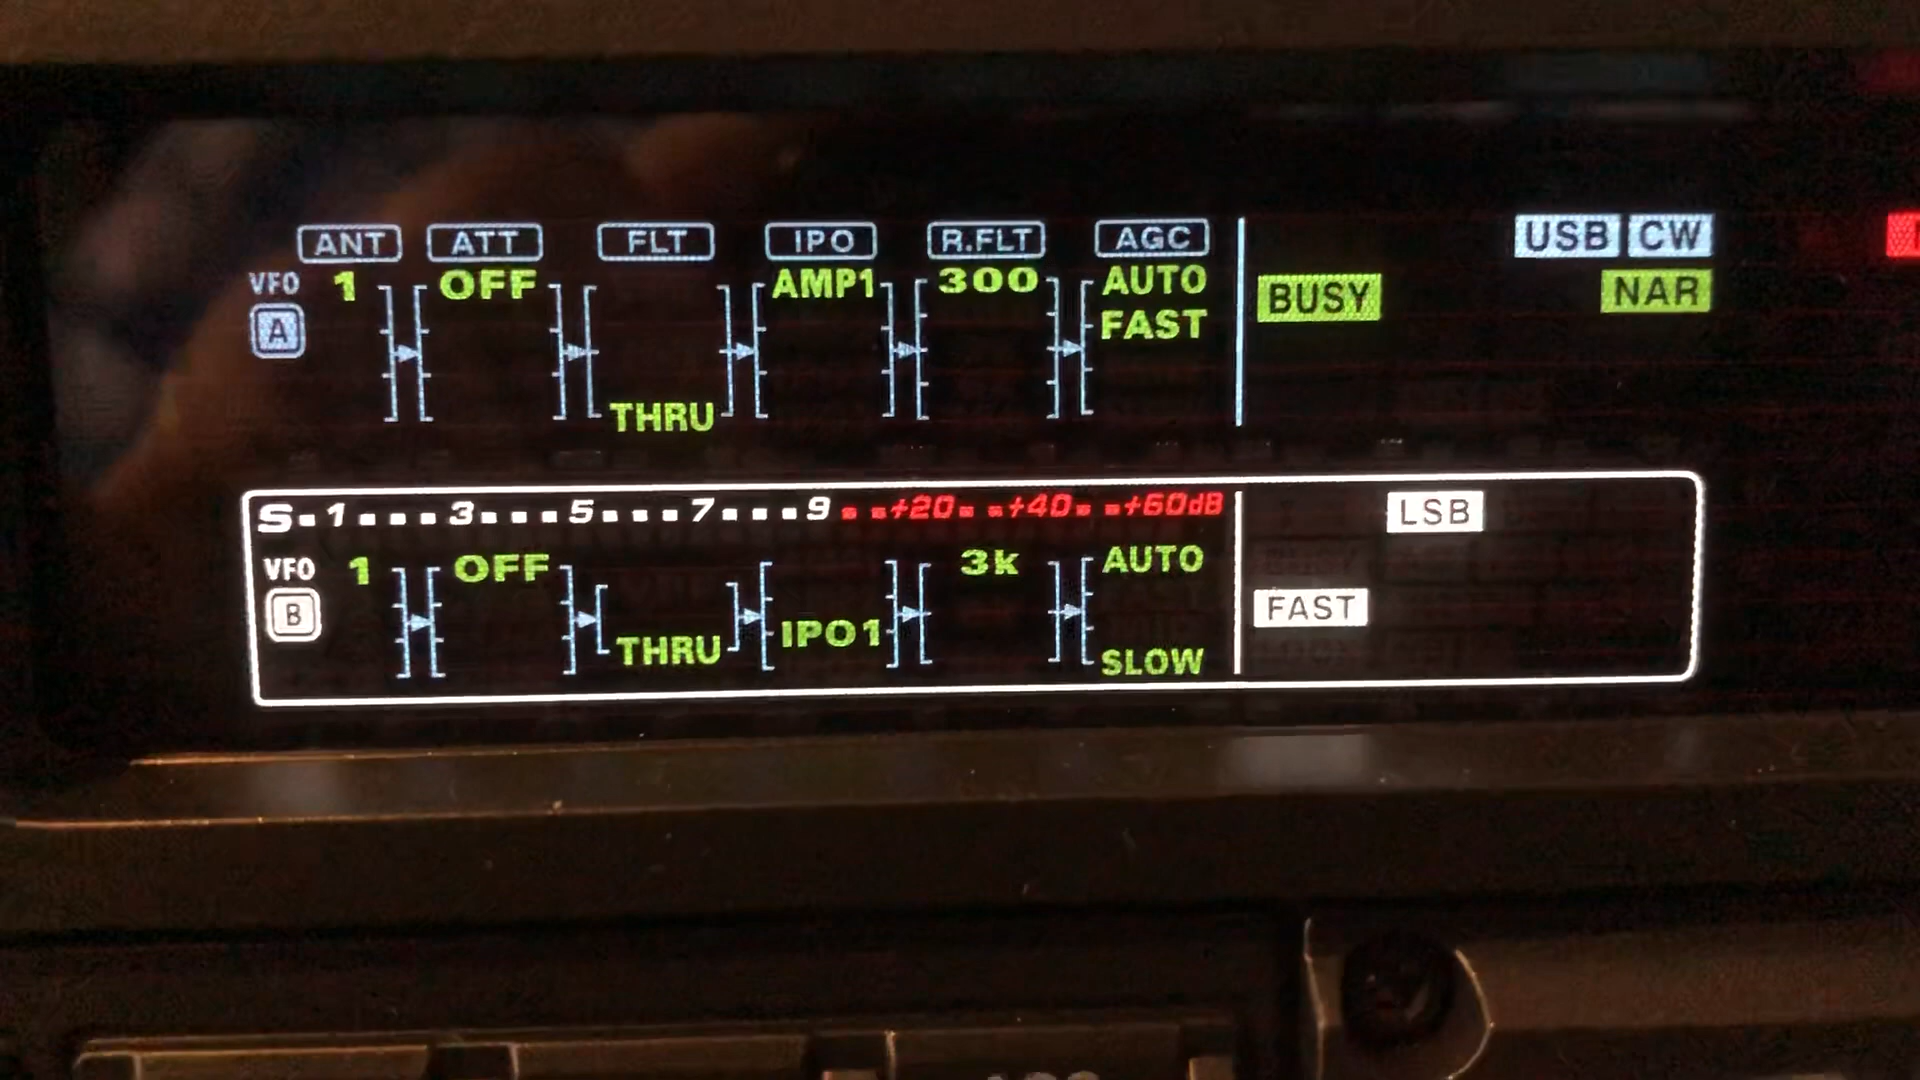 ANT ATT FLT IPO R.FLT AGC USB CW
VFO 1 OFF AMP1 300 AUTO BUSY NAR
A FAST
THRU
S 1 3 5 7 9 +20 +40 +60dB LSB
VFO 1 OFF 3k AUTO
B THRU IPO1 SLOW FAST